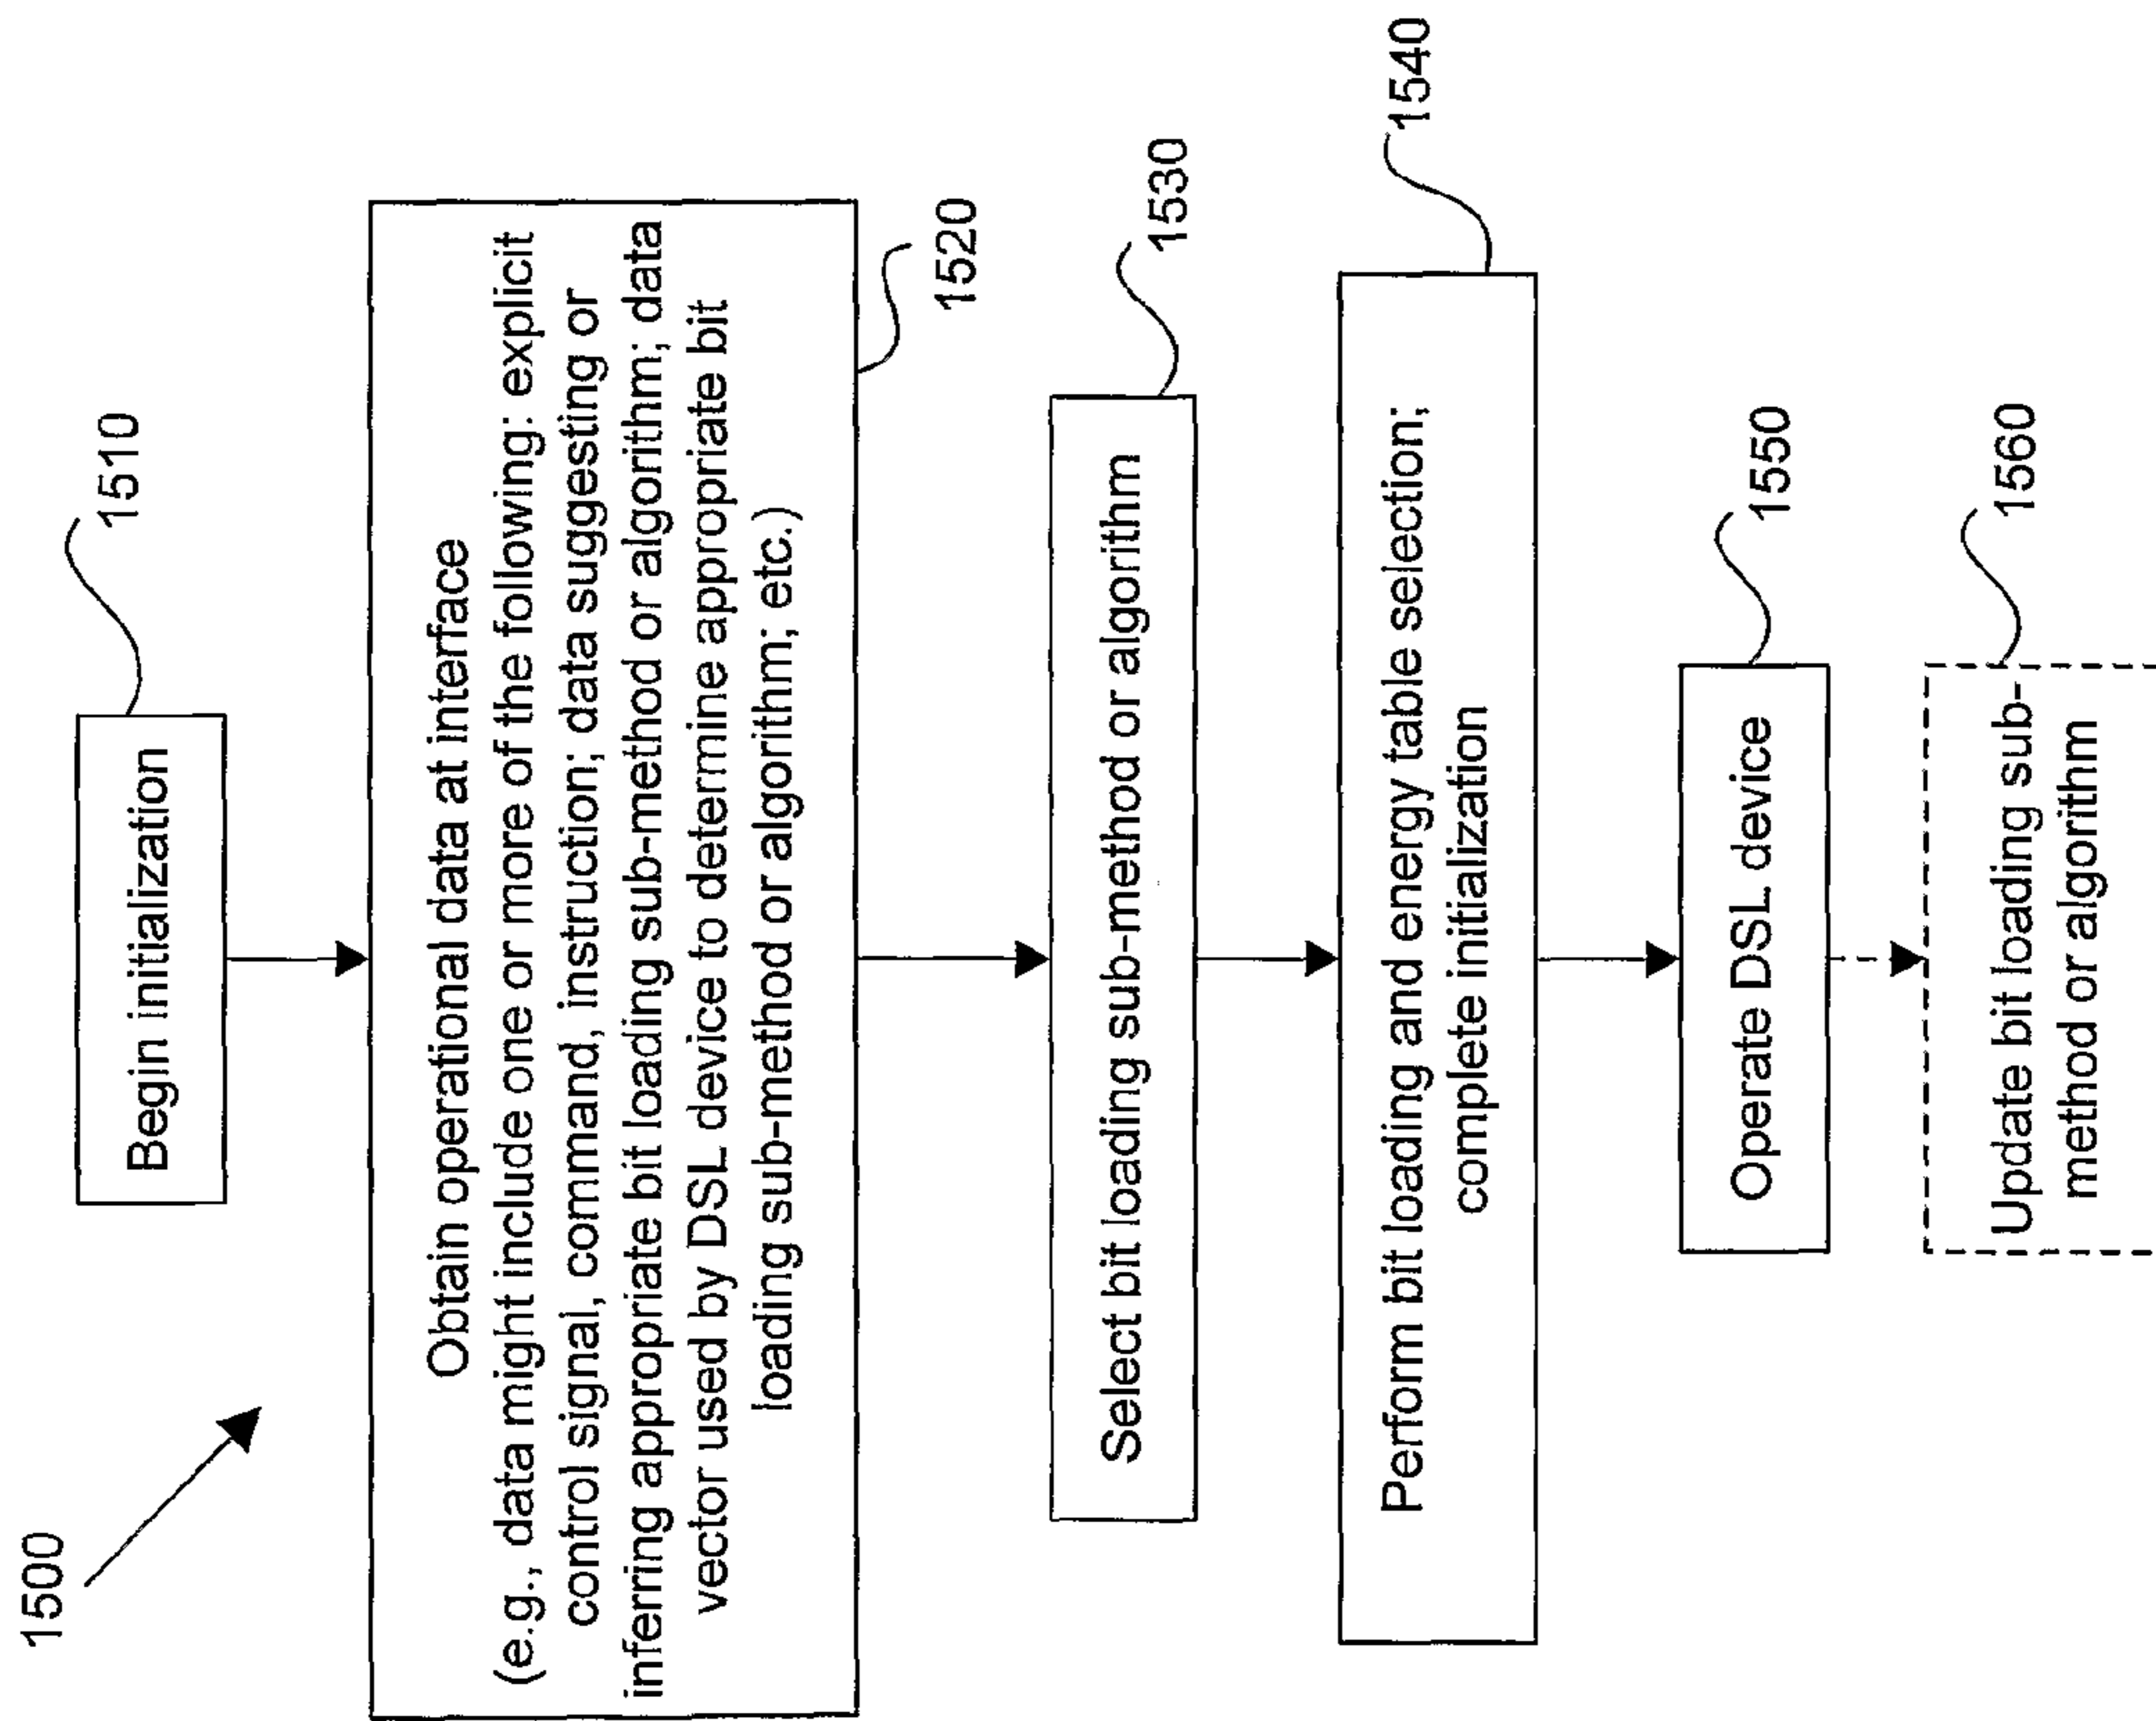 1500
Begin initialization
1510
Obtain operational data at interface
(e.g., data might include one or more of the following: explicit
control signal, command, instruction; data suggesting or
inferring appropriate bit loading sub-method or algorithm; data
vector used by DSL device to determine appropriate bit
loading sub-method or algorithm; etc.)
1520
Select bit loading sub-method or algorithm
1530
Perform bit loading and energy table selection;
complete initialization
1540
Operate DSL device
1550
Update bit loading sub-
method or algorithm
1560